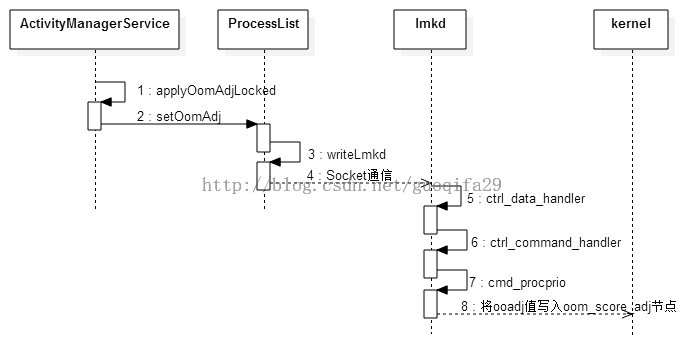 ActivityManagerService
ProcessList
lmkd
kernel
1 : applyOomAdjLocked
2 : setOomAdj
3 : writeLmkd
4 : Socket通信
http://blog.csdn.net/gaoqifa29
5 : ctrl_data_handler
6 : ctrl_command_handler
7 : cmd_procprio
8 : 将ooadj值写入oom_score_adj节点